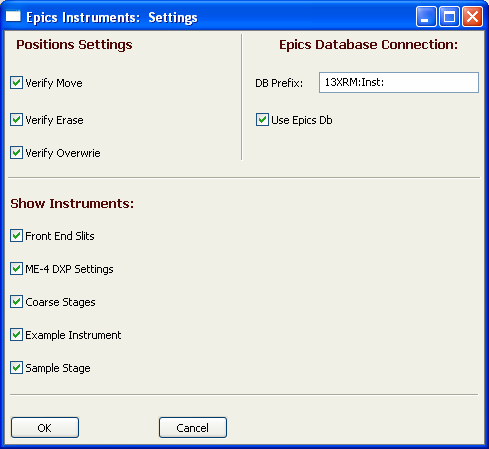 Epics Instruments: Settings
Positions Settings
Epics Database Connection:
Verify Move
DB Prefix: 13XRM:Inst:
Verify Erase
Use Epics Db
Verify Overwrie
Show Instruments:
Front End Slits
ME-4 DXP Settings
Coarse Stages
Example Instrument
Sample Stage
OK
Cancel